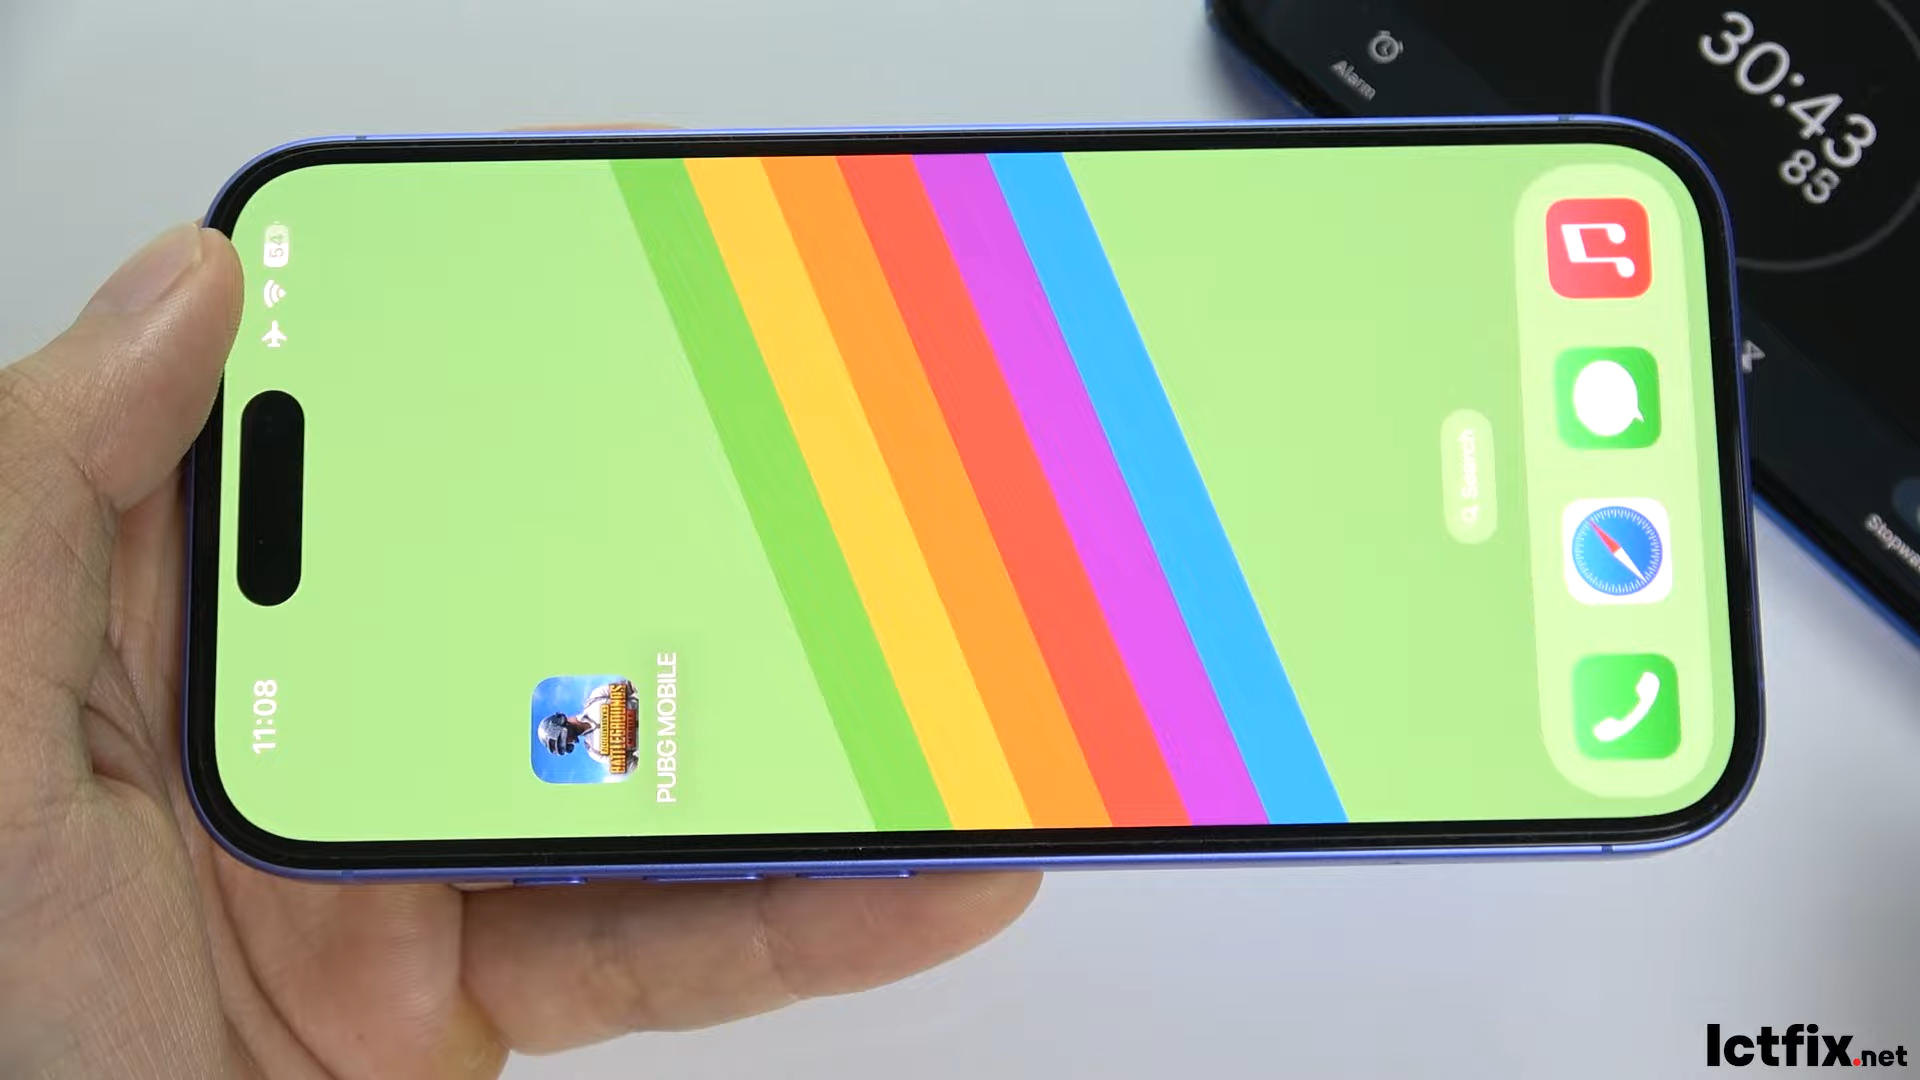 30:43
85
Alarm
54
11:08
PUBG MOBILE
BATTLEGROUNDS
Search
Stopwa
Ictfix.net